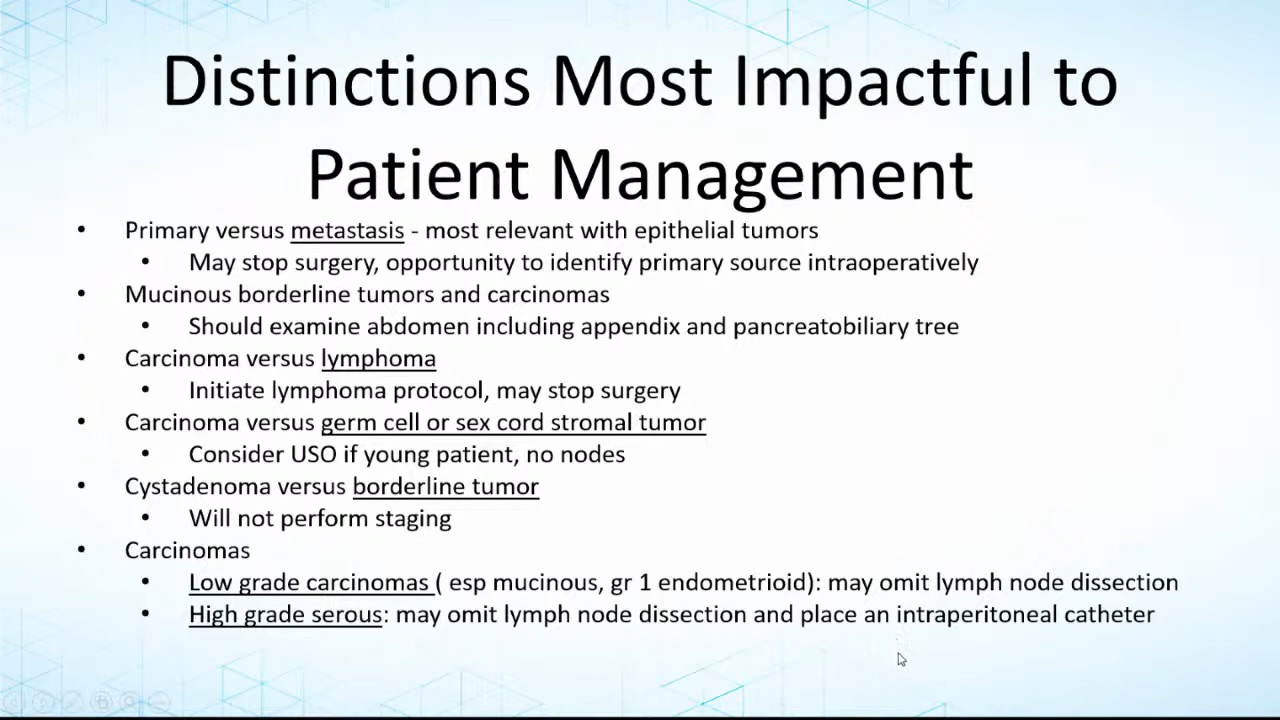 Distinctions Most Impactful to
Patient Management
• Primary versus metastasis - most relevant with epithelial tumors
• May stop surgery, opportunity to identify primary source intraoperatively
• Mucinous borderline tumors and carcinomas
• Should examine abdomen including appendix and pancreatobiliary tree
• Carcinoma versus lymphoma
• Initiate lymphoma protocol, may stop surgery
• Carcinoma versus germ cell or sex cord stromal tumor
• Consider USO if young patient, no nodes
• Cystadenoma versus borderline tumor
• Will not perform staging
• Carcinomas
• Low grade carcinomas ( esp mucinous, gr 1 endometrioid): may omit lymph node dissection
• High grade serous: may omit lymph node dissection and place an intraperitoneal catheter